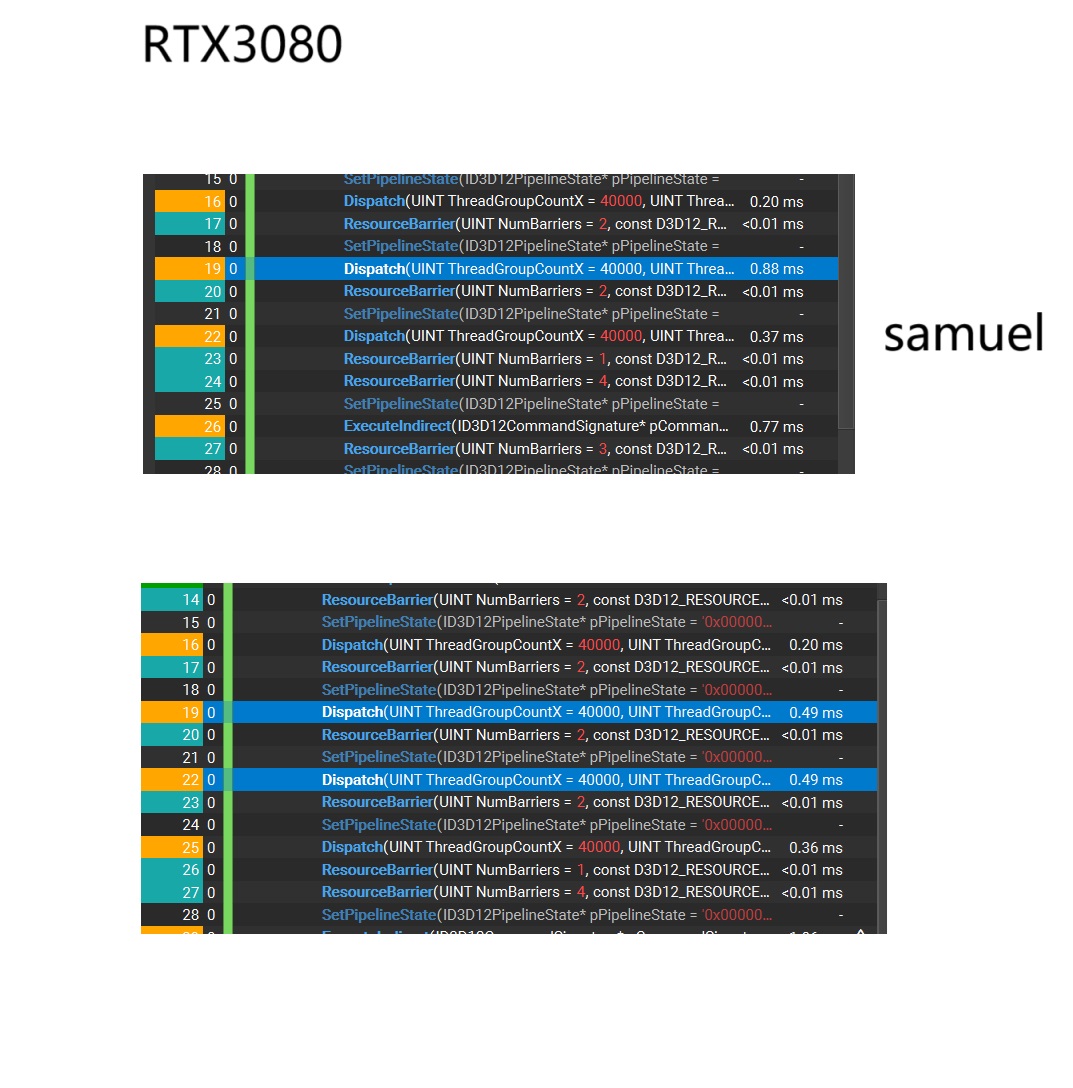 RTX3080
15 0 SetPipelineState(ID3D12PipelineState* pPipelineState = -
16 0 Dispatch(UINT ThreadGroupCountX = 40000, UINT Threa... 0.20 ms
17 0 ResourceBarrier(UINT NumBarriers = 2, const D3D12_R... <0.01 ms
18 0 SetPipelineState(ID3D12PipelineState* pPipelineState = -
19 0 Dispatch(UINT ThreadGroupCountX = 40000, UINT Threa... 0.88 ms
20 0 ResourceBarrier(UINT NumBarriers = 2, const D3D12_R... <0.01 ms
21 0 SetPipelineState(ID3D12PipelineState* pPipelineState = -
22 0 Dispatch(UINT ThreadGroupCountX = 40000, UINT Threa... 0.37 ms
23 0 ResourceBarrier(UINT NumBarriers = 1, const D3D12_R... <0.01 ms
24 0 ResourceBarrier(UINT NumBarriers = 4, const D3D12_R... <0.01 ms
25 0 SetPipelineState(ID3D12PipelineState* pPipelineState = -
26 0 ExecuteIndirect(ID3D12CommandSignature* pComman... 0.77 ms
27 0 ResourceBarrier(UINT NumBarriers = 3, const D3D12_R... <0.01 ms
28 0 SetPipelineState(ID3D12PipelineState* pPipelineState = -
samuel
14 0 ResourceBarrier(UINT NumBarriers = 2, const D3D12_RESOURCE... <0.01 ms
15 0 SetPipelineState(ID3D12PipelineState* pPipelineState = '0x00000... -
16 0 Dispatch(UINT ThreadGroupCountX = 40000, UINT ThreadGroupC... 0.20 ms
17 0 ResourceBarrier(UINT NumBarriers = 2, const D3D12_RESOURCE... <0.01 ms
18 0 SetPipelineState(ID3D12PipelineState* pPipelineState = '0x00000... -
19 0 Dispatch(UINT ThreadGroupCountX = 40000, UINT ThreadGroupC... 0.49 ms
20 0 ResourceBarrier(UINT NumBarriers = 2, const D3D12_RESOURCE... <0.01 ms
21 0 SetPipelineState(ID3D12PipelineState* pPipelineState = '0x00000... -
22 0 Dispatch(UINT ThreadGroupCountX = 40000, UINT ThreadGroupC... 0.49 ms
23 0 ResourceBarrier(UINT NumBarriers = 2, const D3D12_RESOURCE... <0.01 ms
24 0 SetPipelineState(ID3D12PipelineState* pPipelineState = '0x00000... -
25 0 Dispatch(UINT ThreadGroupCountX = 40000, UINT ThreadGroupC... 0.36 ms
26 0 ResourceBarrier(UINT NumBarriers = 1, const D3D12_RESOURCE... <0.01 ms
27 0 ResourceBarrier(UINT NumBarriers = 4, const D3D12_RESOURCE... <0.01 ms
28 0 SetPipelineState(ID3D12PipelineState* pPipelineState = '0x00000... -